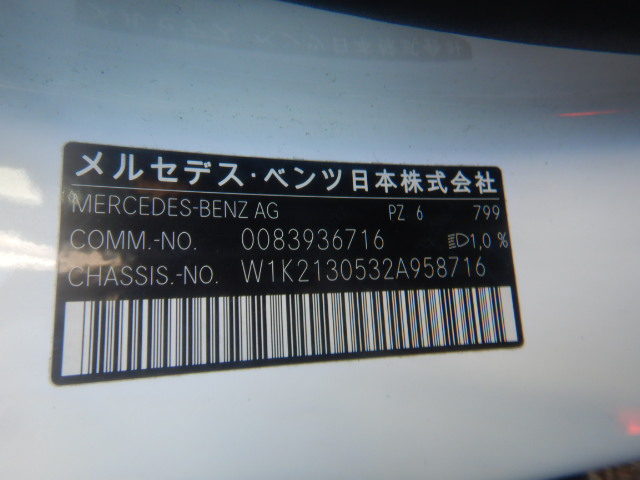 メルセデス・ベンツ日本株式会社
MERCEDES-BENZ AG PZ 6 799
COMM.-NO. 0083936716 1,0 %
CHASSIS.-NO. W1K2130532A958716